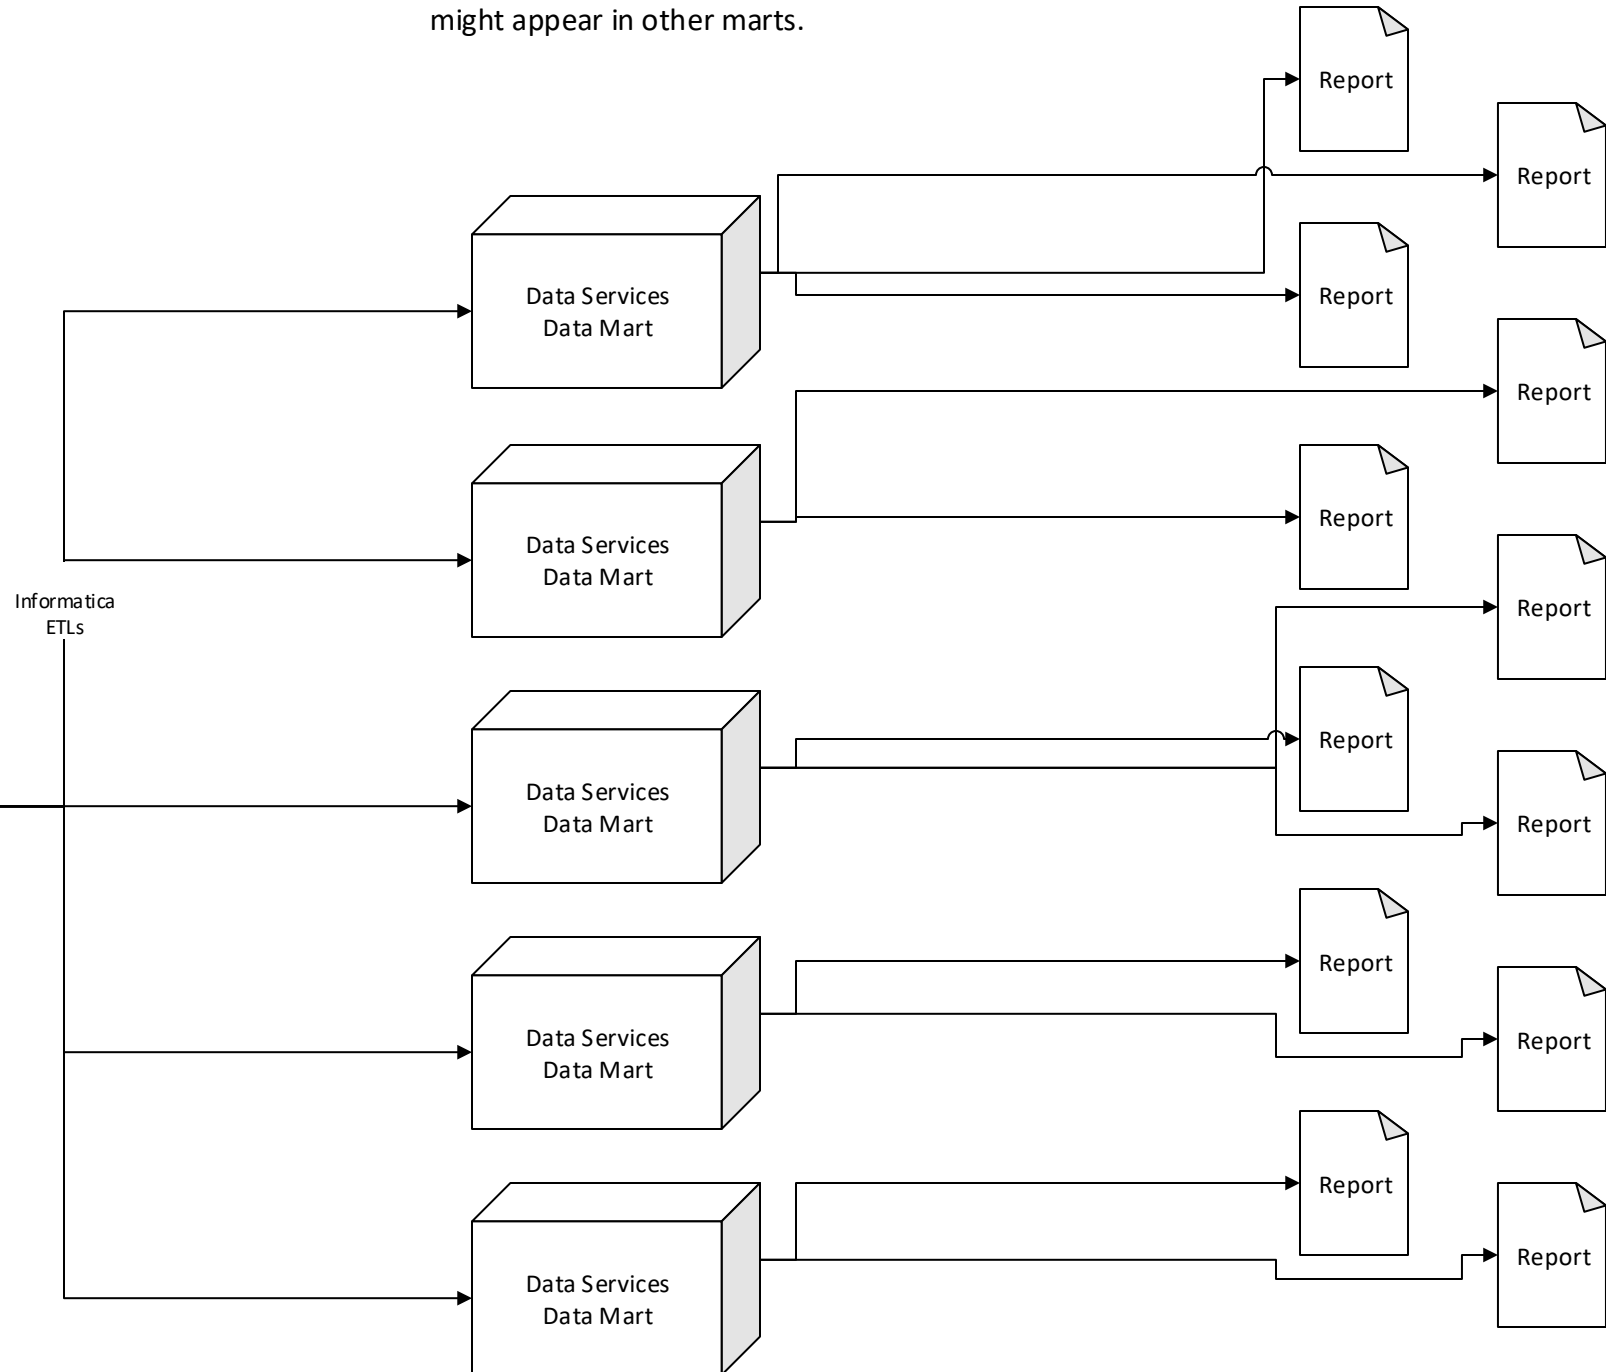 might appear in other marts.
Report
Report
Data Services
Data Mart
Report
Report
Data Services
Data Mart
Report
Informatica
ETLs
Report
Data Services
Data Mart
Report
Report
Data Services
Data Mart
Report
Report
Data Services
Data Mart
Report
Report